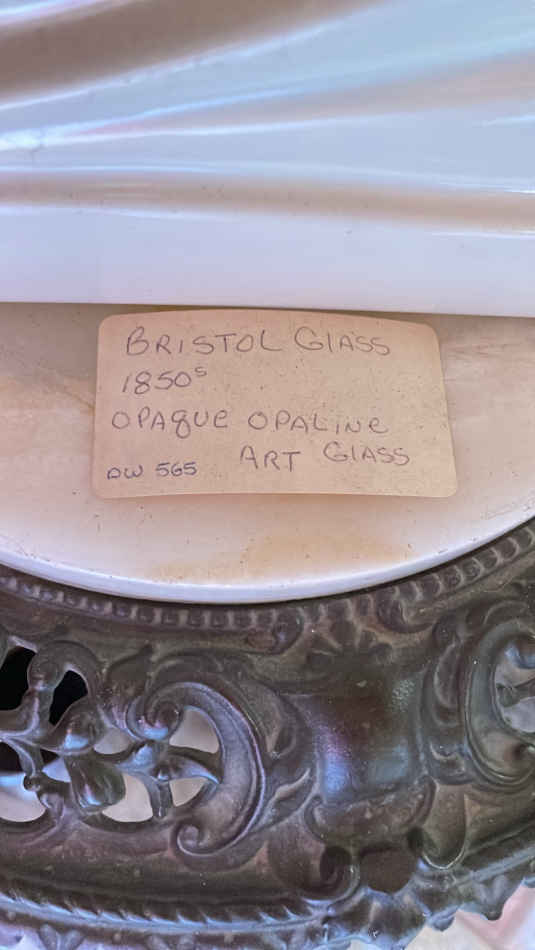 BRISTOL GlASS
1850s
OPAQUE OPALINE
ART GlASS
DW 565